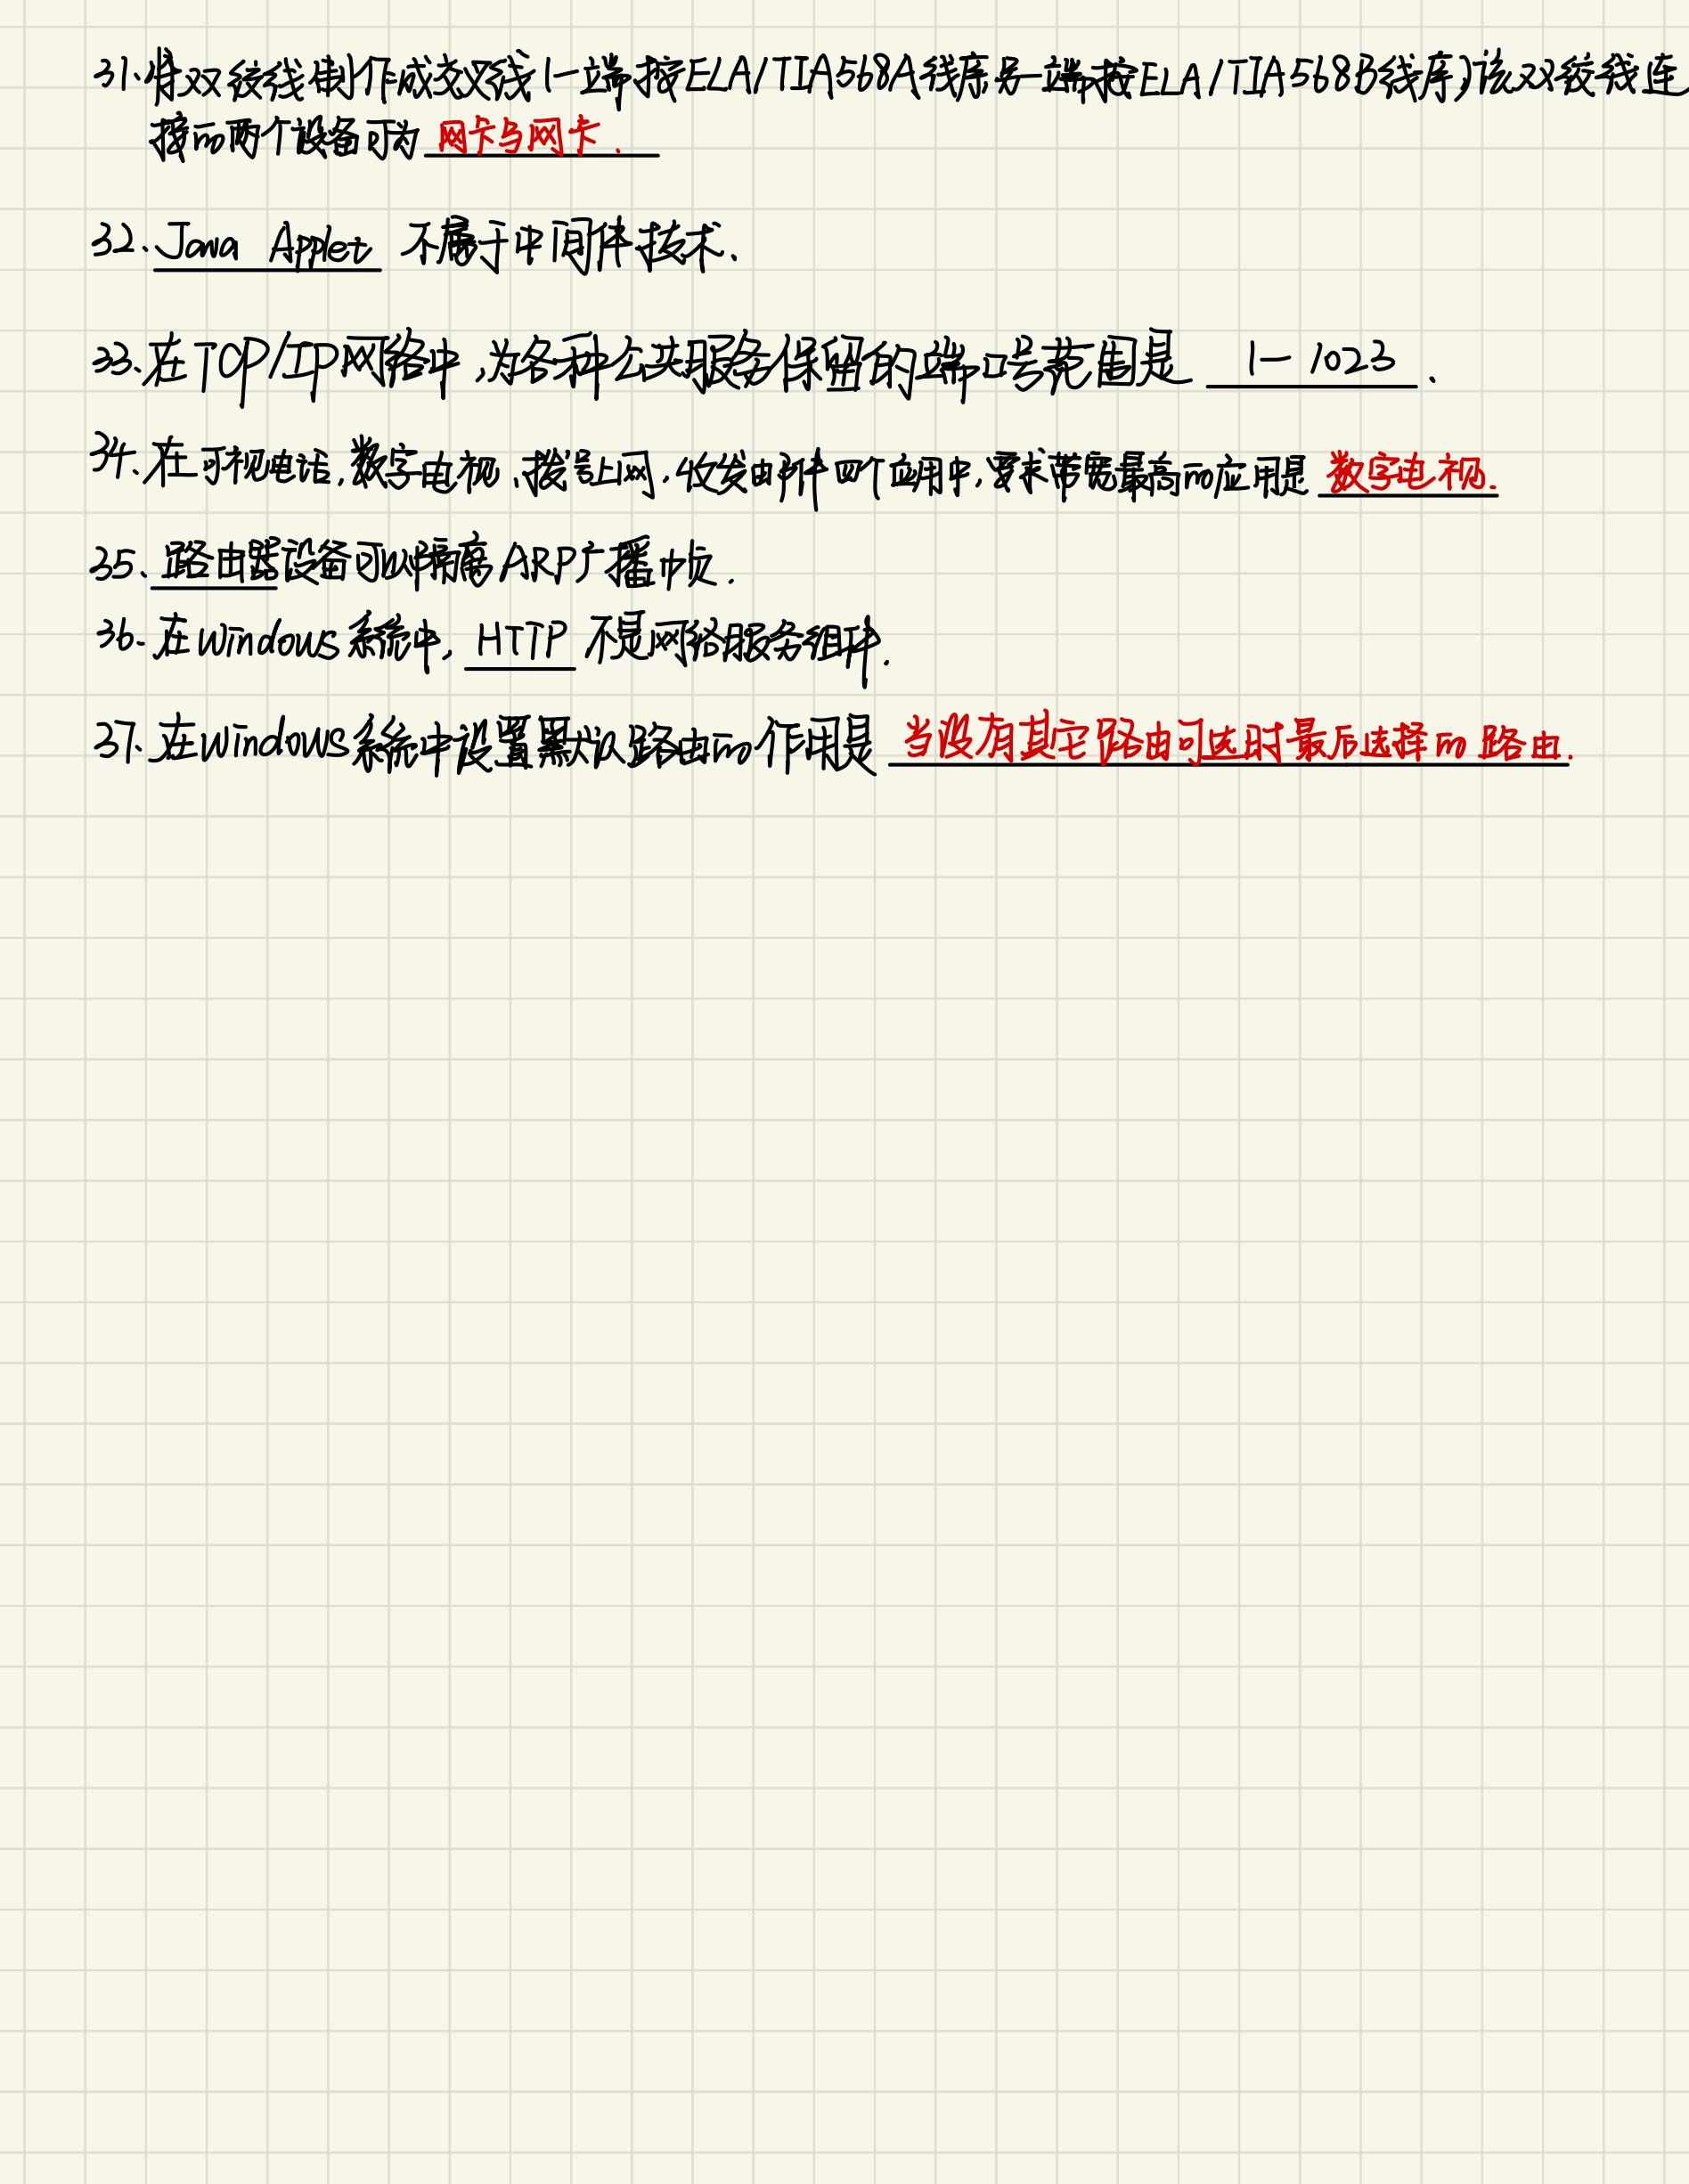 31.将双绞线制作成交叉线(一端按ELA/TIA568A线序,另一端按ELA/TIA568B线序)该双绞线连
接的两个设备可为 网卡与网卡.
32. Java Applet 不属于中间件技术.
33.在TCP/IP网络中,为各种公共服务保留的端口号范围是 1-1023.
34.在可视电话,数字电视、拨号上网,收发邮件四个应用中,要求带宽最高的应用是 数字电视.
35.路由器设备可以隔离ARP广播帧.
36.在Windows系统中, HTTP 不是网络服务组件.
37.在Windows系统中设置默认路由的作用是 当没有其它路由可选时最后选择的路由.